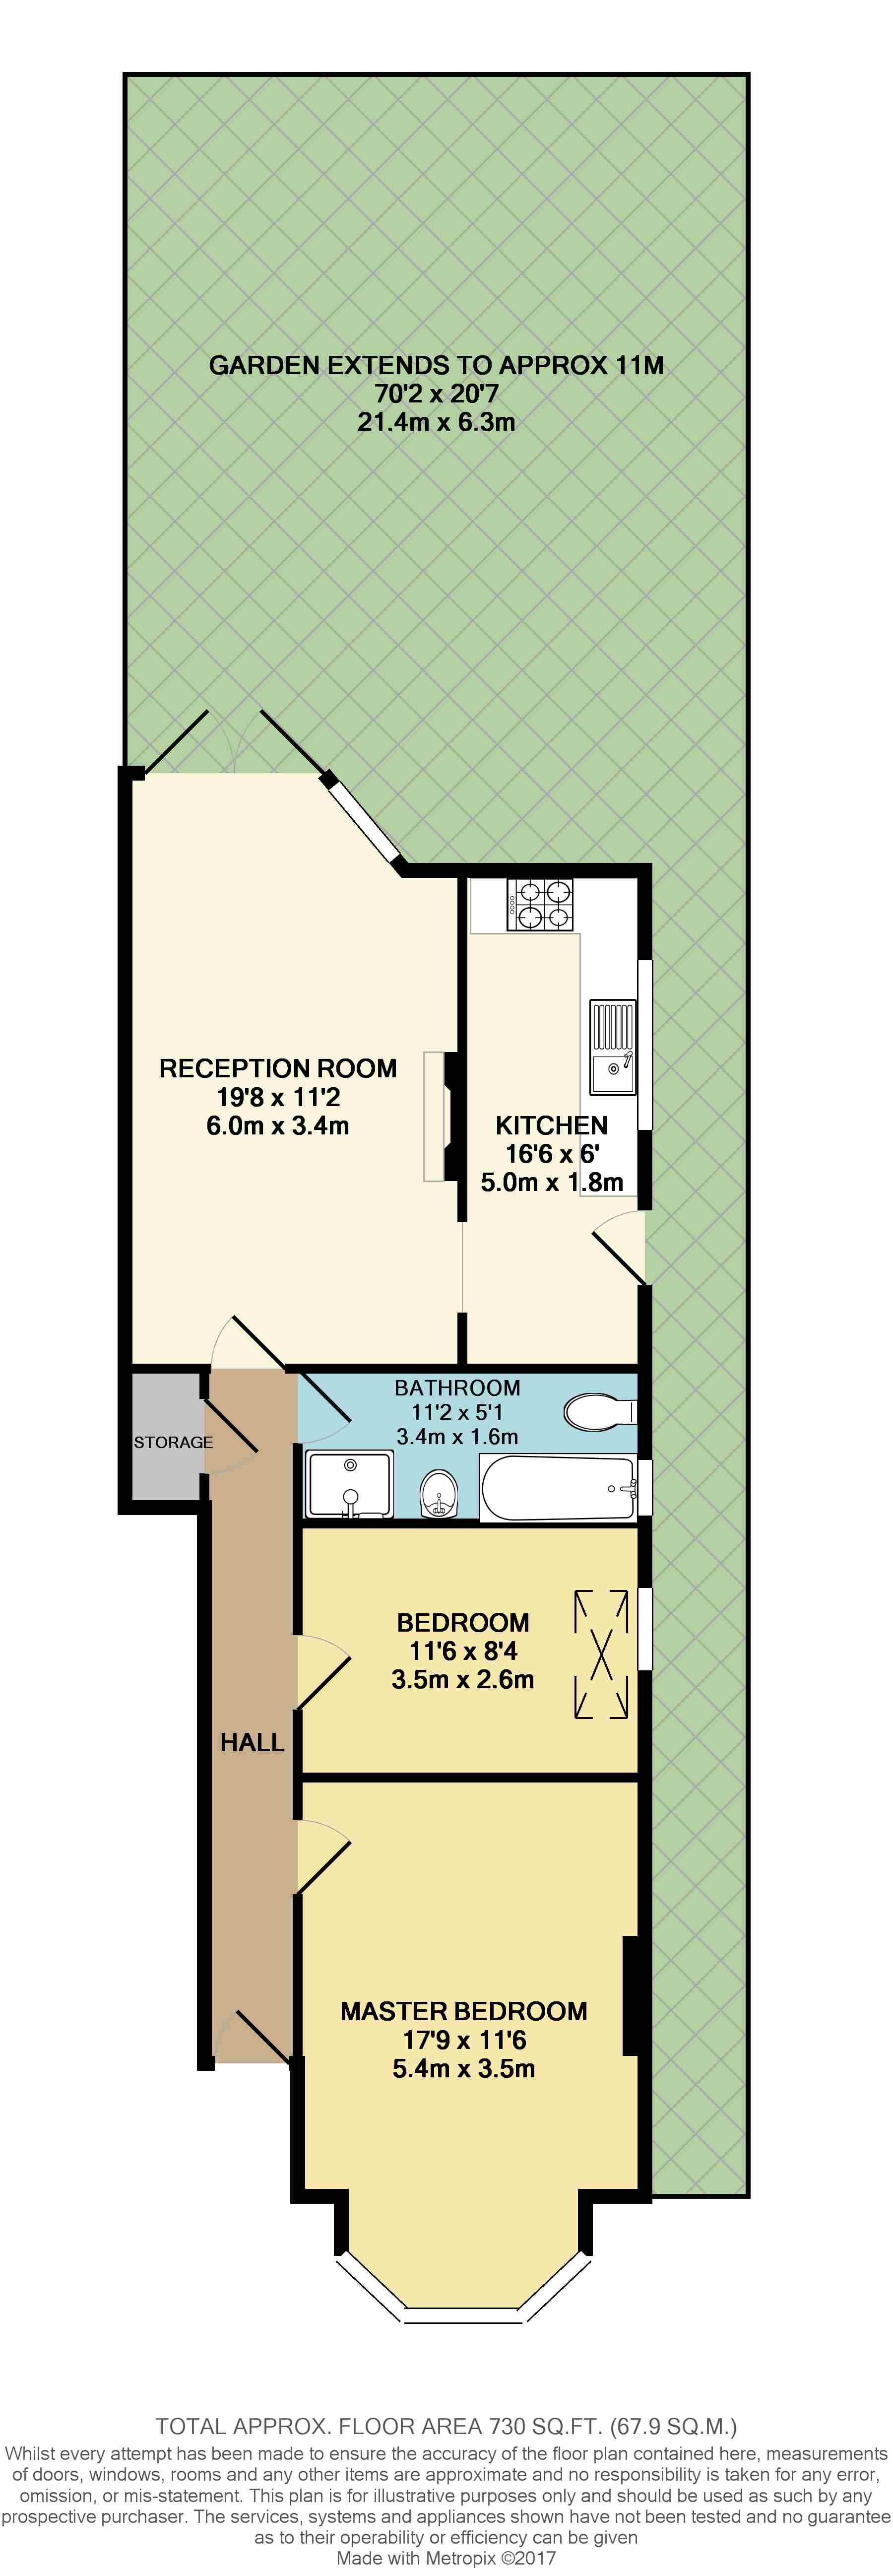 GARDEN EXTENDS TO APPROX 11M
70'2 x 20'7
21.4m x 6.3m
RECEPTION ROOM
19'8 x 11'2
6.0m x 3.4m
KITCHEN
16'6 x 6'
5.0m x 1.8m
BATHROOM
11'2 x 5'1
3.4m x 1.6m
STORAGE
BEDROOM
11'6 x 8'4
3.5m x 2.6m
HALL
MASTER BEDROOM
17'9 x 11'6
5.4m x 3.5m
TOTAL APPROX. FLOOR AREA 730 SQ.FT. (67.9 SQ.M.)
Whilst every attempt has been made to ensure the accuracy of the floor plan contained here, measurements
of doors, windows, rooms and any other items are approximate and no responsibility is taken for any error,
omission, or mis-statement. This plan is for illustrative purposes only and should be used as such by any
prospective purchaser. The services, systems and appliances shown have not been tested and no guarantee
as to their operability or efficiency can be given
Made with Metropix ©2017